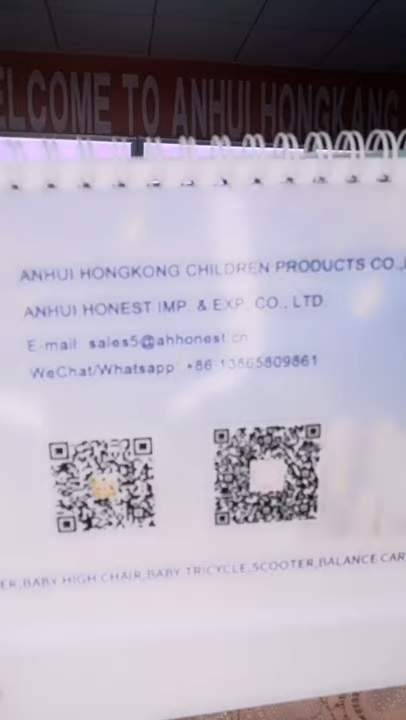 ELCOME TO ANHUI HONGKANG
ANHUI HONGKONG CHILDREN PRODUCTS CO.,
ANHUI HONEST IMP. & EXP. CO., LTD.
E-mail: sales5@ahhonest.cn
WeChat/Whatsapp: +86 13865809861
ER,BABY HIGH CHAIR,BABY TRICYCLE,SCOOTER,BALANCE CAR